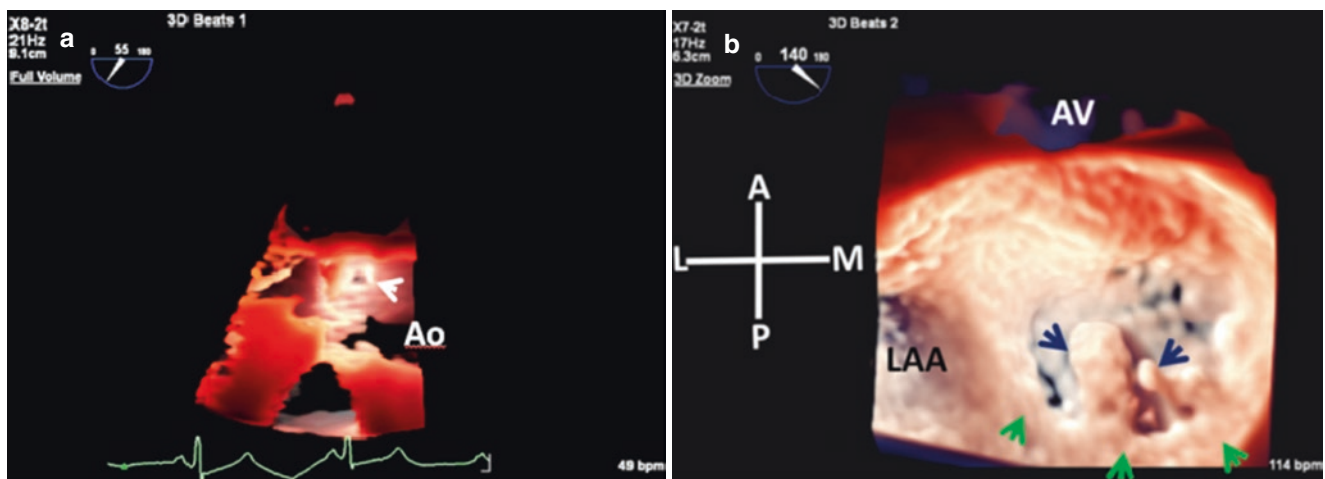 X8-2t
21Hz
9.1cm
Full Volume
a
0 55 180
3D Beats 1
Ao
49 bpm
X7-2t
17Hz
6.3cm
3D Zoom
b
0 140 180
3D Beats 2
AV
A
L M
P
LAA
114 bpm